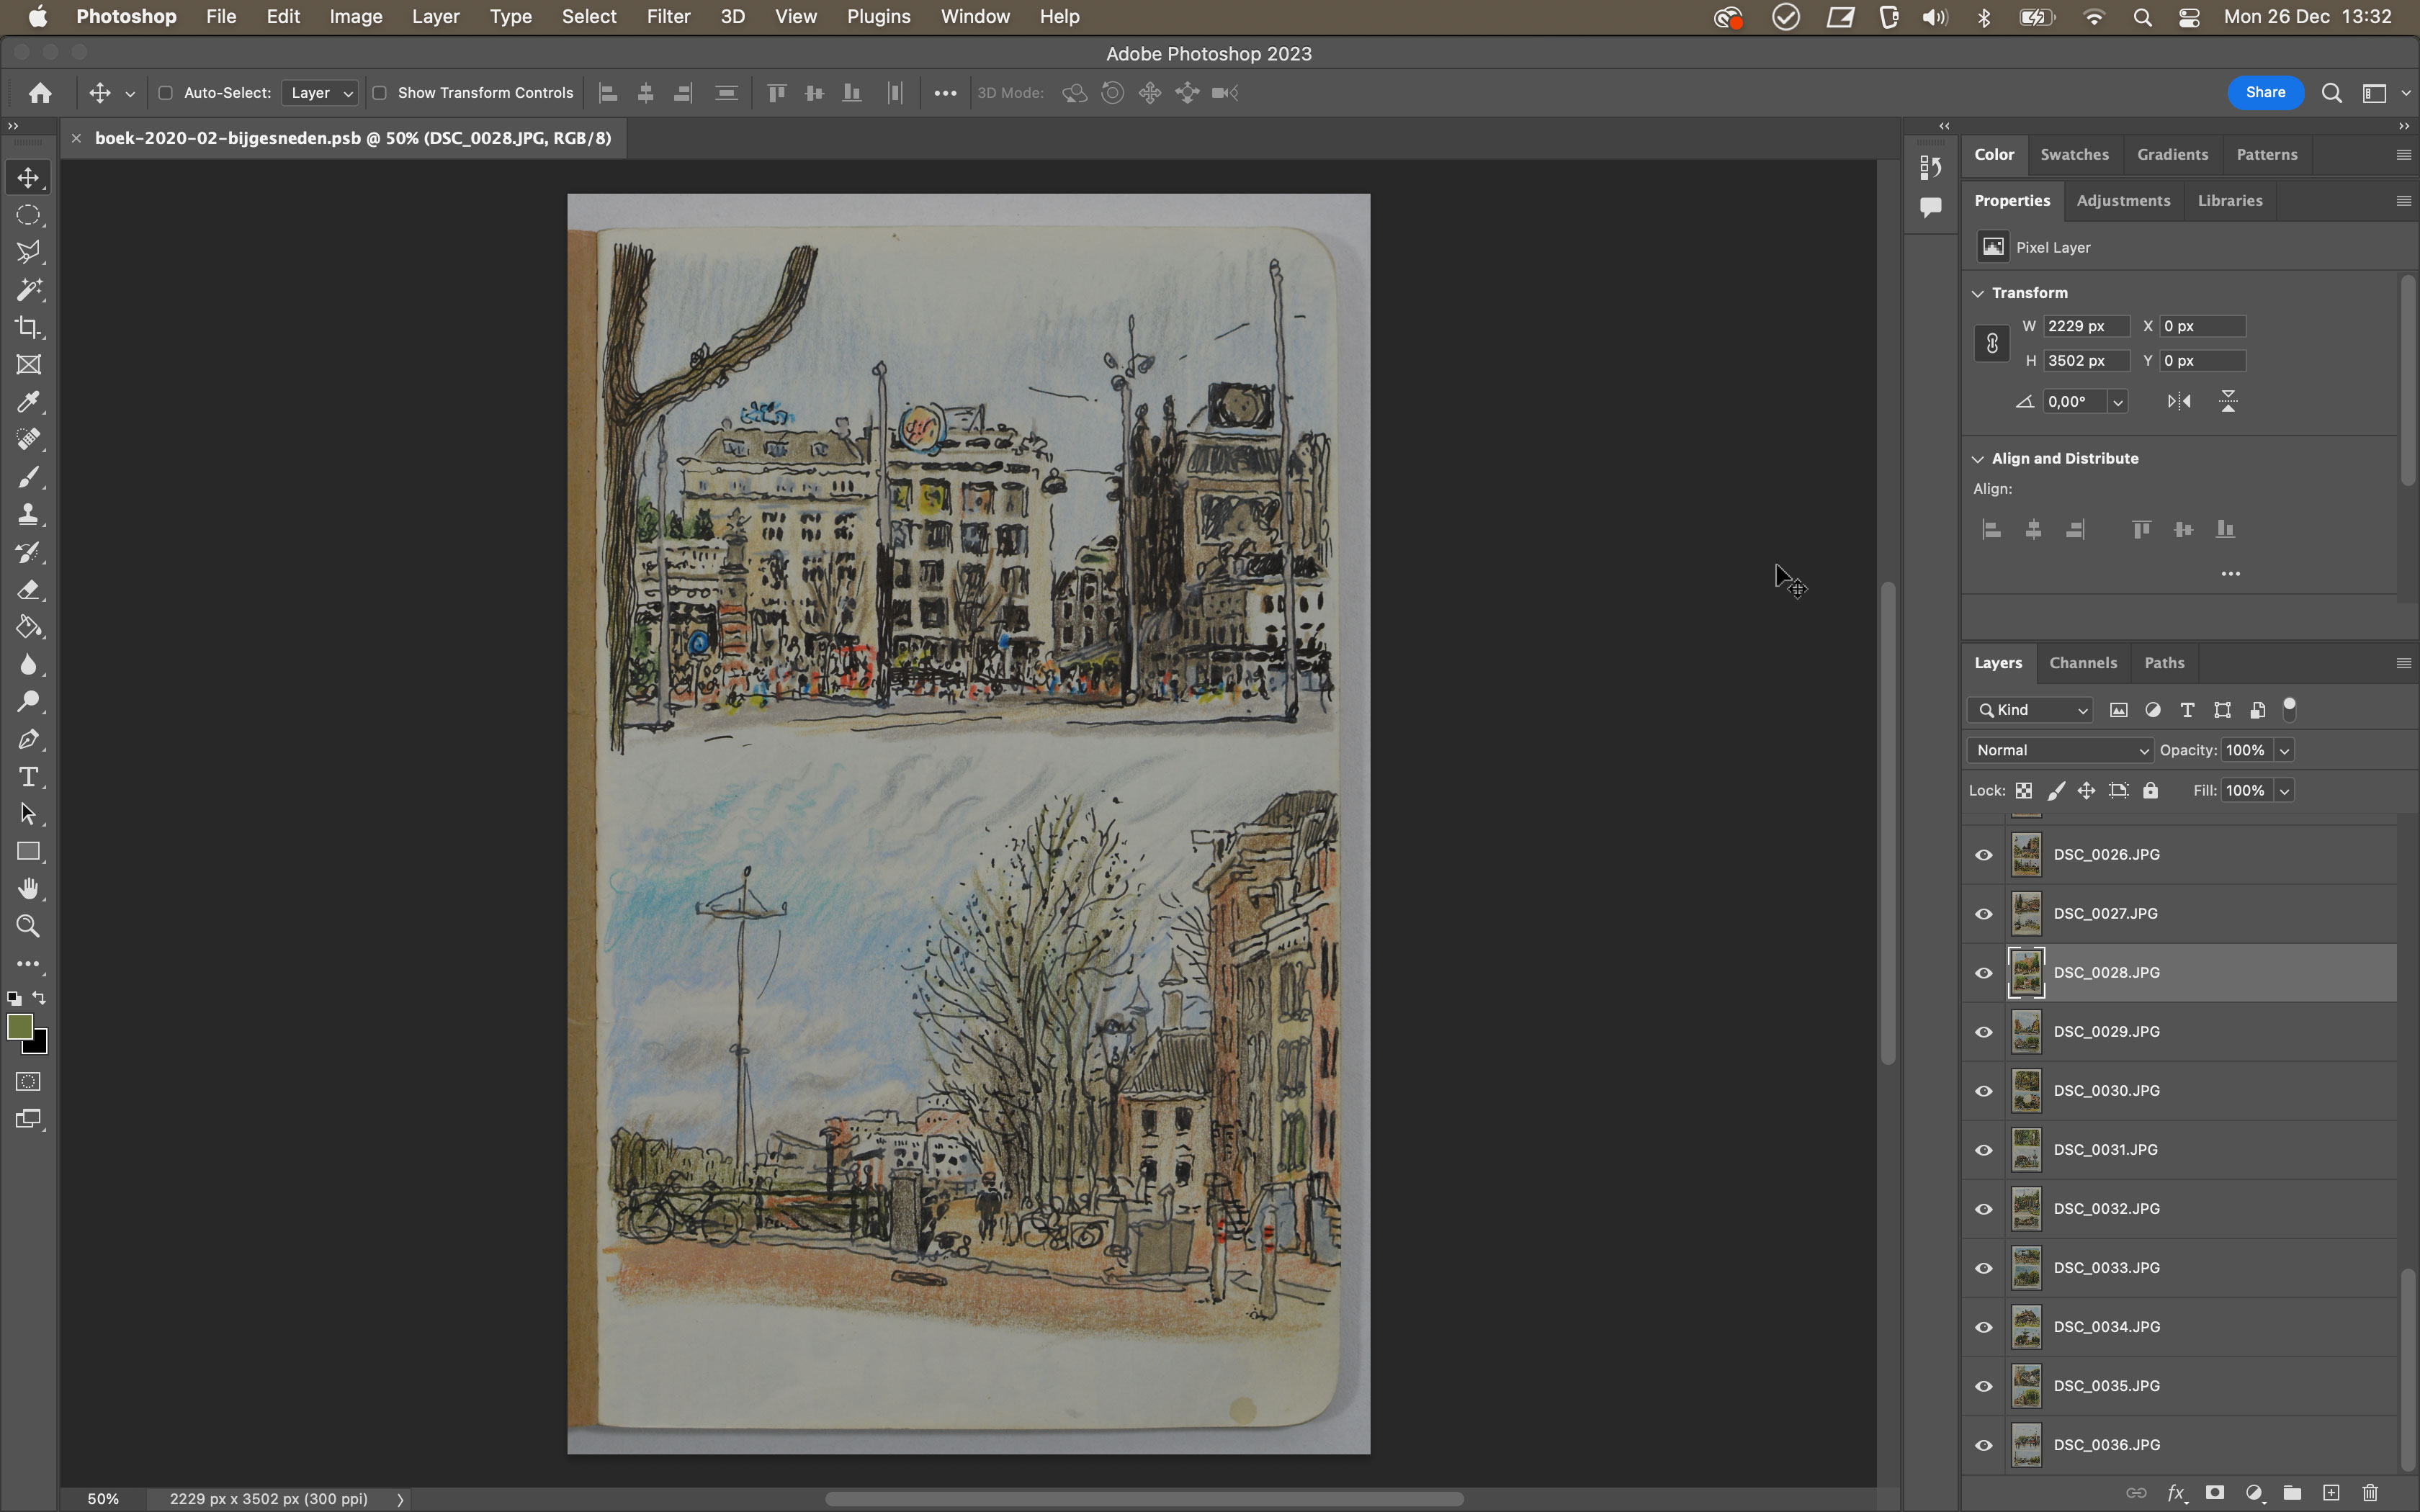 Photoshop File Edit Image Layer Type Select Filter 3D View Plugins Window Help Mon 26 Dec 13:32
Adobe Photoshop 2023
Auto-Select: Layer Show Transform Controls 3D Mode: Share
boek-2020-02-bijgesneden.psb @ 50% (DSC_0028.JPG, RGB/8)
Color Swatches Gradients Patterns
Properties Adjustments Libraries
Pixel Layer
Transform
W 2229 px X 0 px
H 3502 px Y 0 px
0,00°
Align and Distribute
Align:
Layers Channels Paths
Kind
Normal Opacity: 100%
Lock: Fill: 100%
DSC_0026.JPG
DSC_0027.JPG
DSC_0028.JPG
DSC_0029.JPG
DSC_0030.JPG
DSC_0031.JPG
DSC_0032.JPG
DSC_0033.JPG
DSC_0034.JPG
DSC_0035.JPG
DSC_0036.JPG
50% 2229 px x 3502 px (300 ppi)